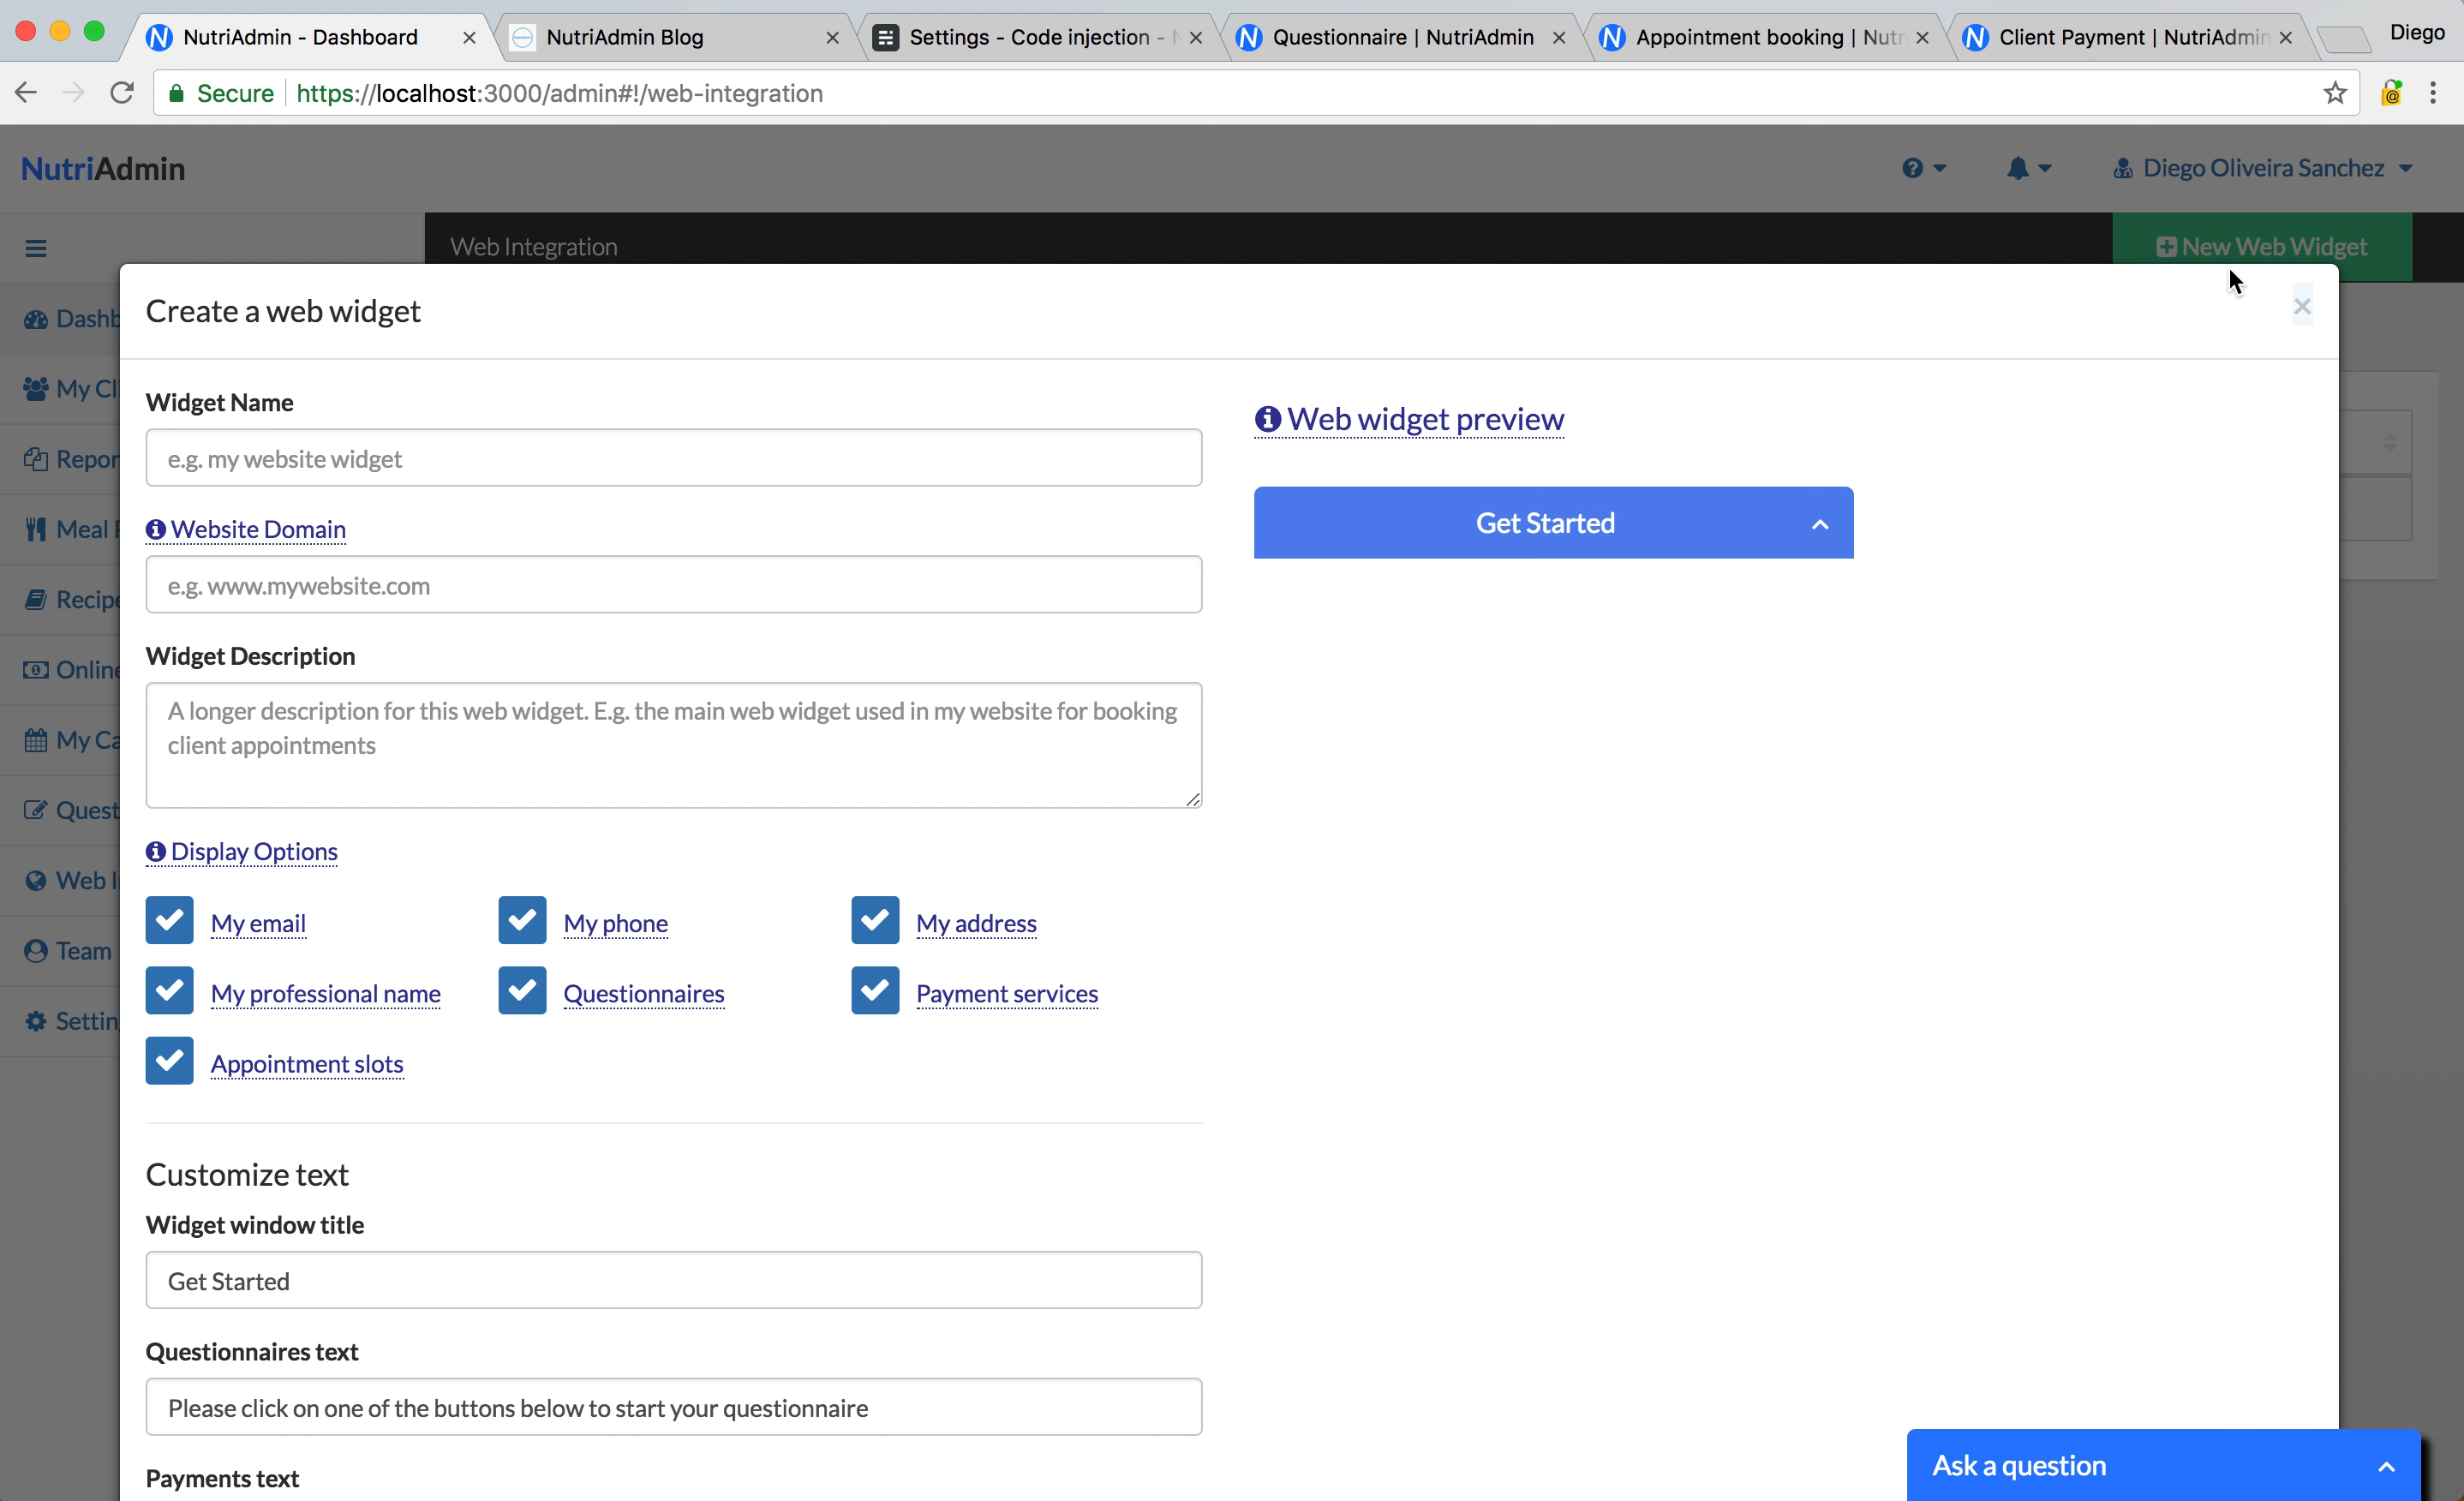 NutriAdmin - Dashboard
NutriAdmin Blog
Settings - Code injection -
Questionnaire | NutriAdmin
Appointment booking | Nutr
Client Payment | NutriAdmin
Diego
Secure
https://localhost:3000/admin#!/web-integration
NutriAdmin
Diego Oliveira Sanchez
Web Integration
New Web Widget
Create a web widget
Dashb
My Cl
Repor
Meal P
Recipe
Online
My Ca
Quest
Web I
Team
Settin
Widget Name
e.g. my website widget
Website Domain
e.g. www.mywebsite.com
Widget Description
A longer description for this web widget. E.g. the main web widget used in my website for booking
client appointments
Display Options
My email
My phone
My address
My professional name
Questionnaires
Payment services
Appointment slots
Customize text
Widget window title
Get Started
Questionnaires text
Please click on one of the buttons below to start your questionnaire
Payments text
Web widget preview
Get Started
Ask a question